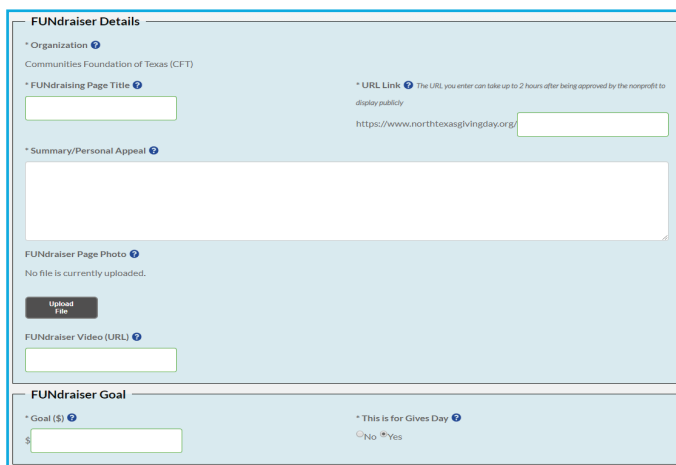 FUNdraiser Details
* Organization ?
Communities Foundation of Texas (CFT)
* FUNdraising Page Title ?
* URL Link ? The URL you enter can take up to 2 hours after being approved by the nonprofit to
display publicly
https://www.northtexasgivingday.org/
* Summary/Personal Appeal ?
FUNdraiser Page Photo ?
No file is currently uploaded.
Upload
File
FUNdraiser Video (URL) ?
FUNdraiser Goal
* Goal ($) ?
$
* This is for Gives Day ?
No Yes